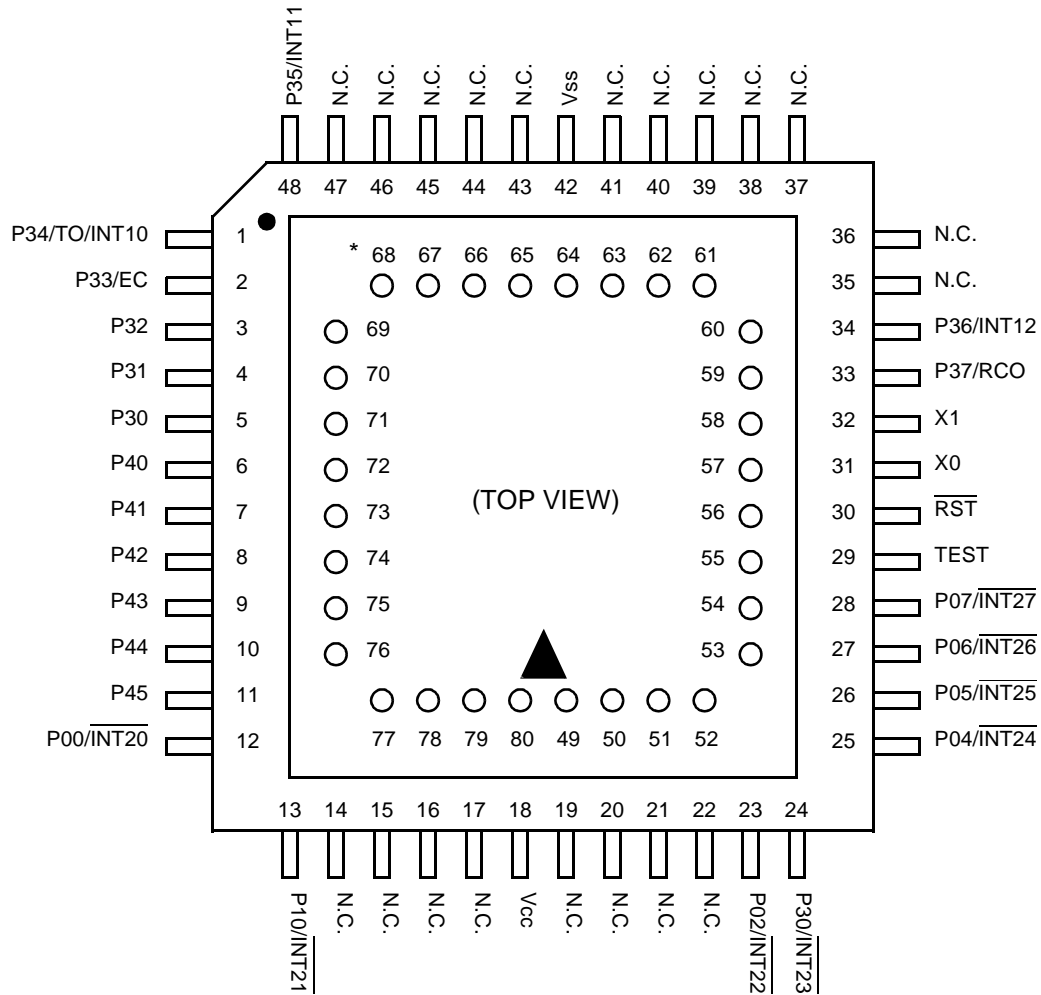 P35/INT11
N.C.
N.C.
N.C.
N.C.
N.C.
Vss
N.C.
N.C.
N.C.
N.C.
N.C.
48 47 46 45 44 43 42 41 40 39 38 37
P34/TO/INT10 1
P33/EC 2
P32 3
P31 4
P30 5
P40 6
P41 7
P42 8
P43 9
P44 10
P45 11
P00/INT20 12
* 68 67 66 65 64 63 62 61
69
70
71
72
73
74
75
76
(TOP VIEW)
60
59
58
57
56
55
54
53
77 78 79 80 49 50 51 52
36 N.C.
35 N.C.
34 P36/INT12
33 P37/RCO
32 X1
31 X0
30 RST
29 TEST
28 P07/INT27
27 P06/INT26
26 P05/INT25
25 P04/INT24
13 14 15 16 17 18 19 20 21 22 23 24
P10/INT21
N.C.
N.C.
N.C.
N.C.
Vcc
N.C.
N.C.
N.C.
N.C.
P02/INT22
P30/INT23